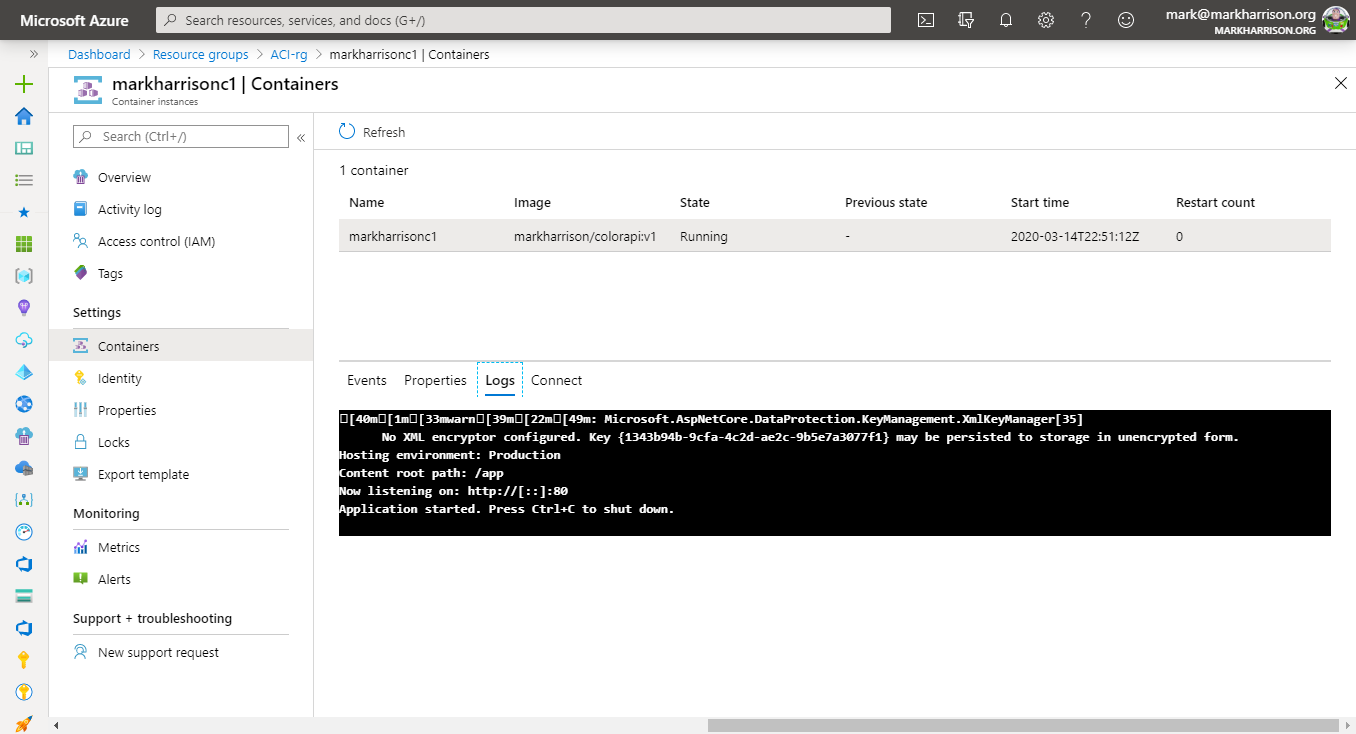 Microsoft Azure
Search resources, services, and docs (G+/)
mark@markharrison.org
MARKHARRISON.ORG
Dashboard > Resource groups > ACI-rg > markharrisonc1 | Containers
markharrisonc1 | Containers
Container instances
Search (Ctrl+/)
Overview
Activity log
Access control (IAM)
Tags
Settings
Containers
Identity
Properties
Locks
Export template
Monitoring
Metrics
Alerts
Support + troubleshooting
New support request
Refresh
1 container
Name Image State Previous state Start time Restart count
markharrisonc1 markharrison/colorapi:v1 Running - 2020-03-14T22:51:12Z 0
Events Properties Logs Connect
□[40m□[1m□[33mwarn□[39m□[22m□[49m: Microsoft.AspNetCore.DataProtection.KeyManagement.XmlKeyManager[35]
No XML encryptor configured. Key {1343b94b-9cfa-4c2d-ae2c-9b5e7a3077f1} may be persisted to storage in unencrypted form.
Hosting environment: Production
Content root path: /app
Now listening on: http://[::]:80
Application started. Press Ctrl+C to shut down.